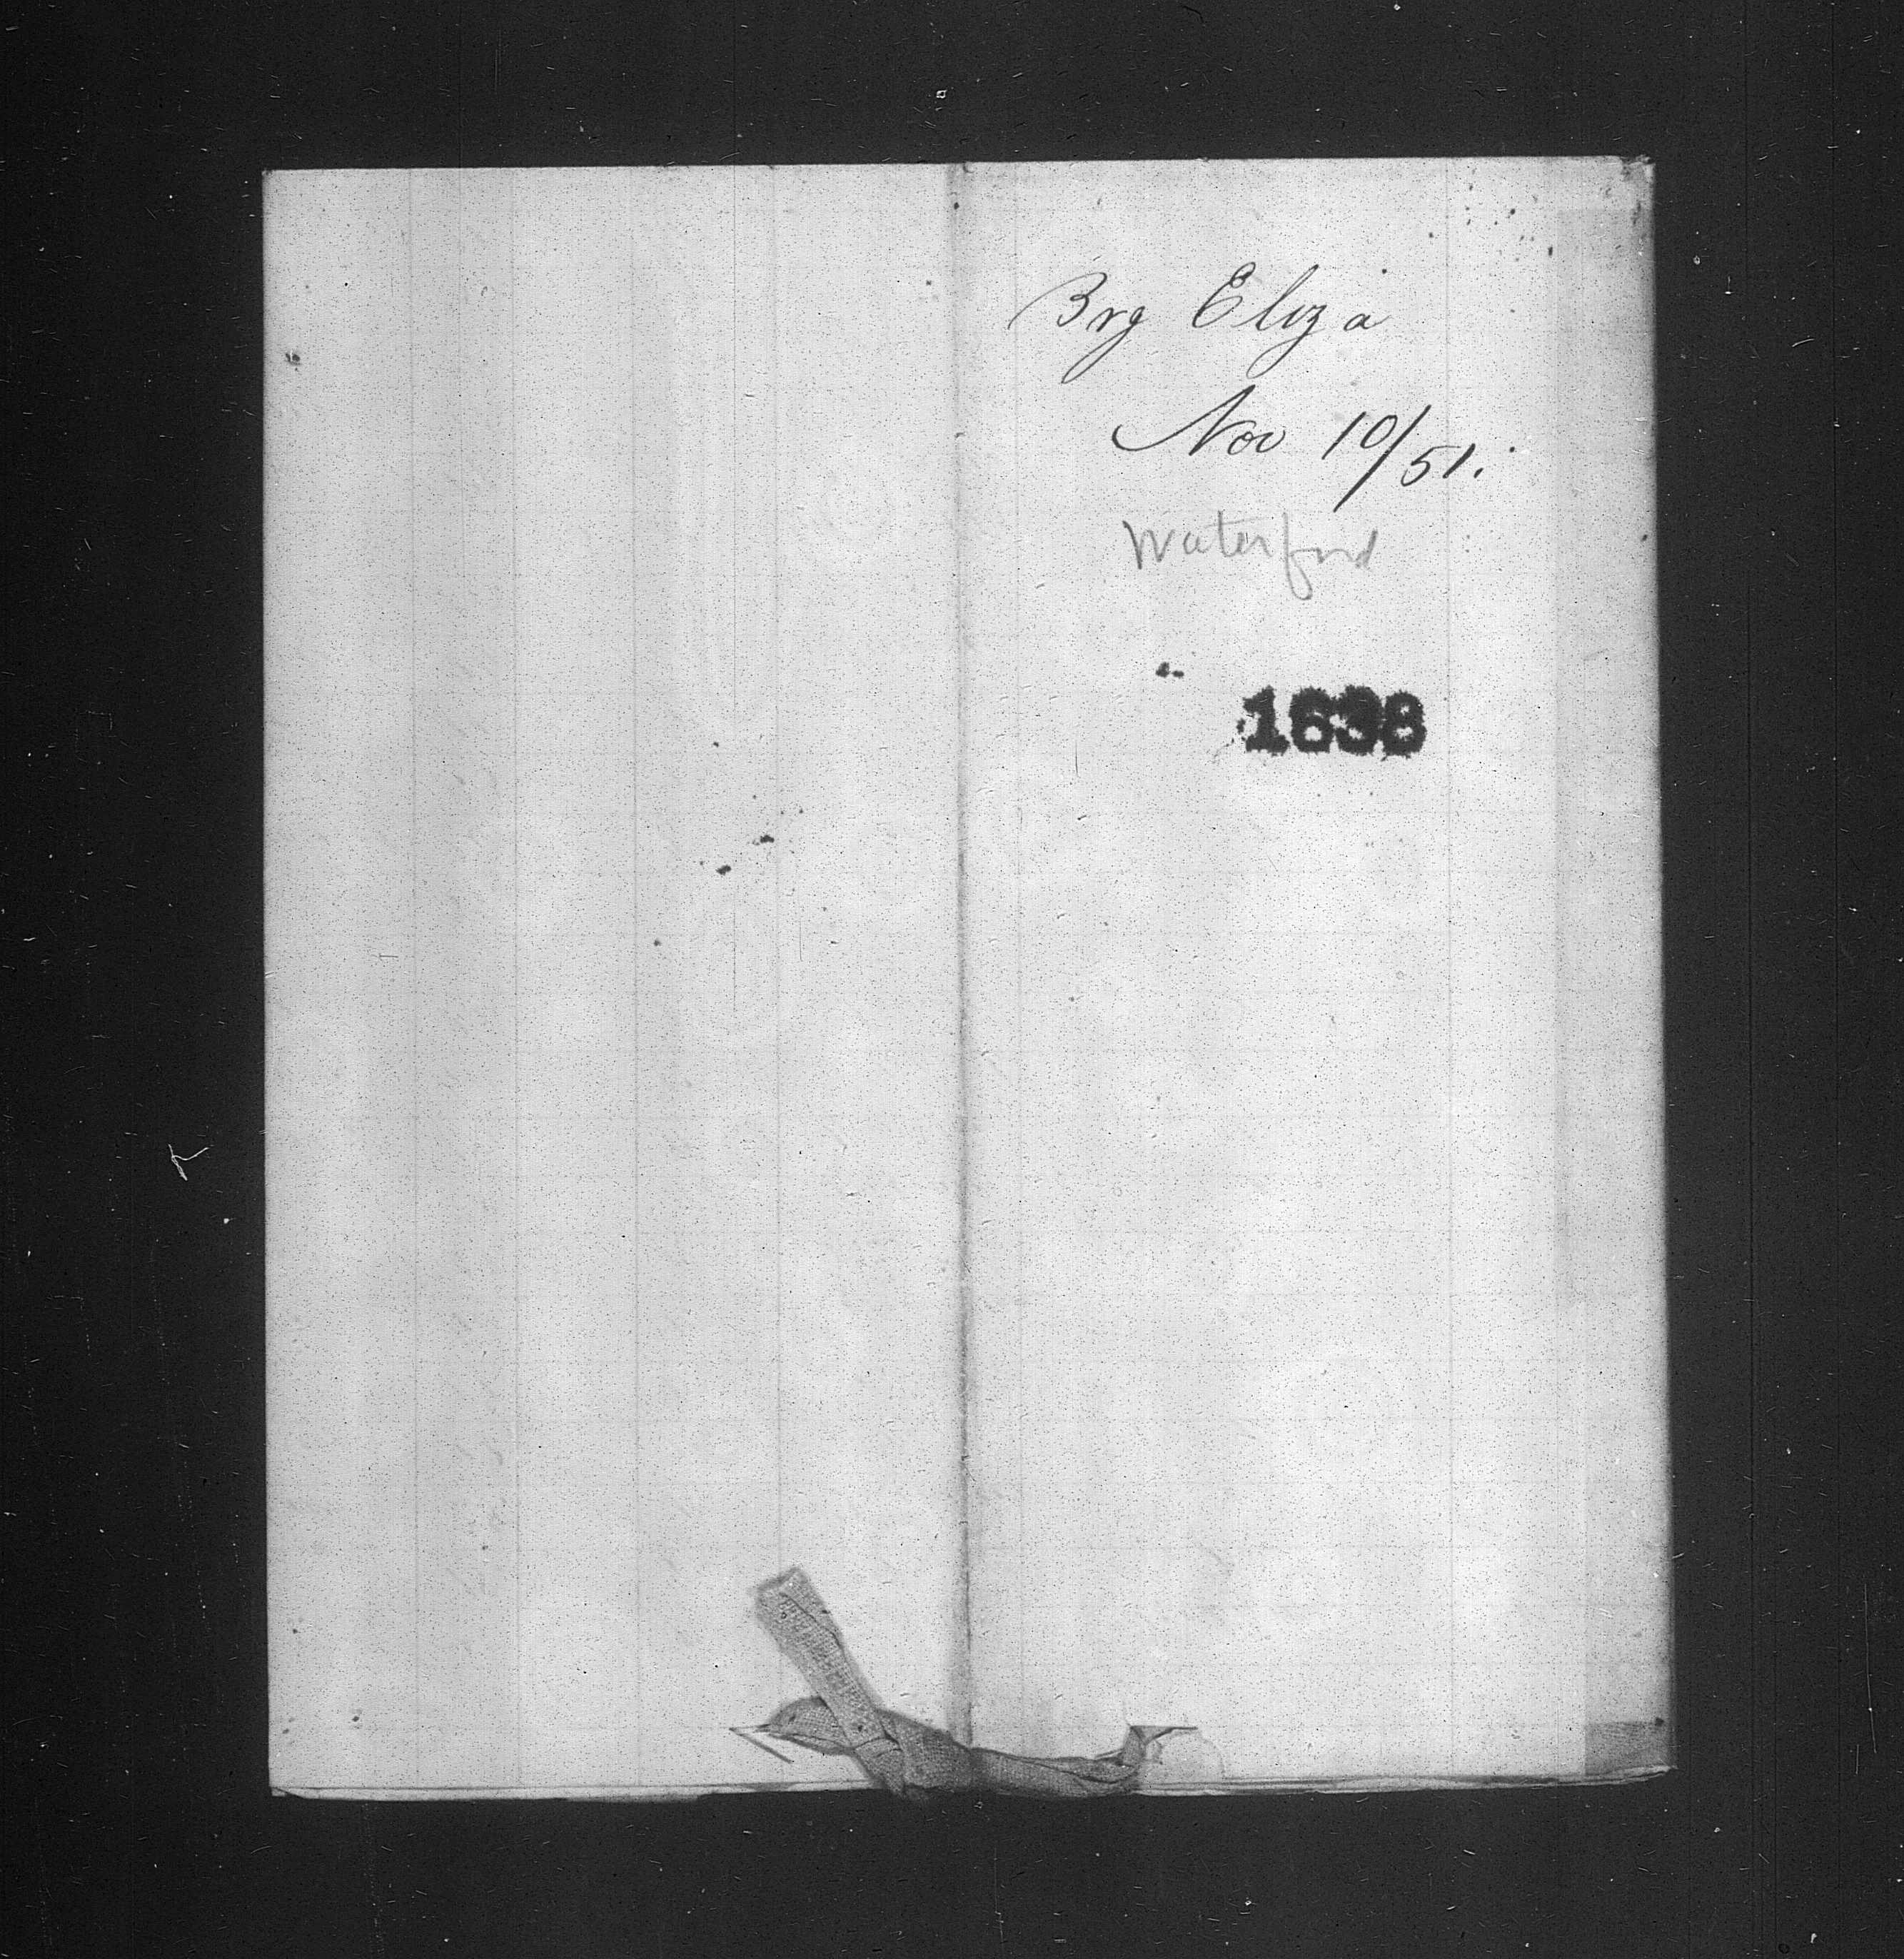 Brg Eliza
Nov 10/51.
Waterford
1638